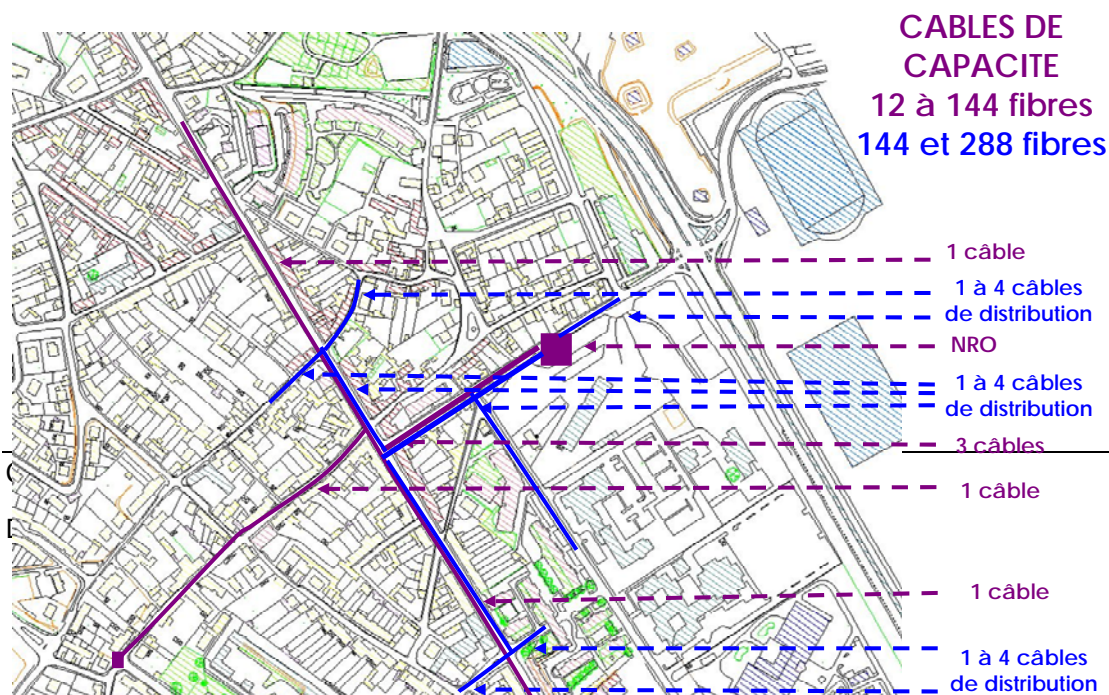 CABLES DE
CAPACITE
12 à 144 fibres
144 et 288 fibres
1 câble
1 à 4 câbles
de distribution
NRO
1 à 4 câbles
de distribution
3 câbles
1 câble
1 câble
1 à 4 câbles
de distribution